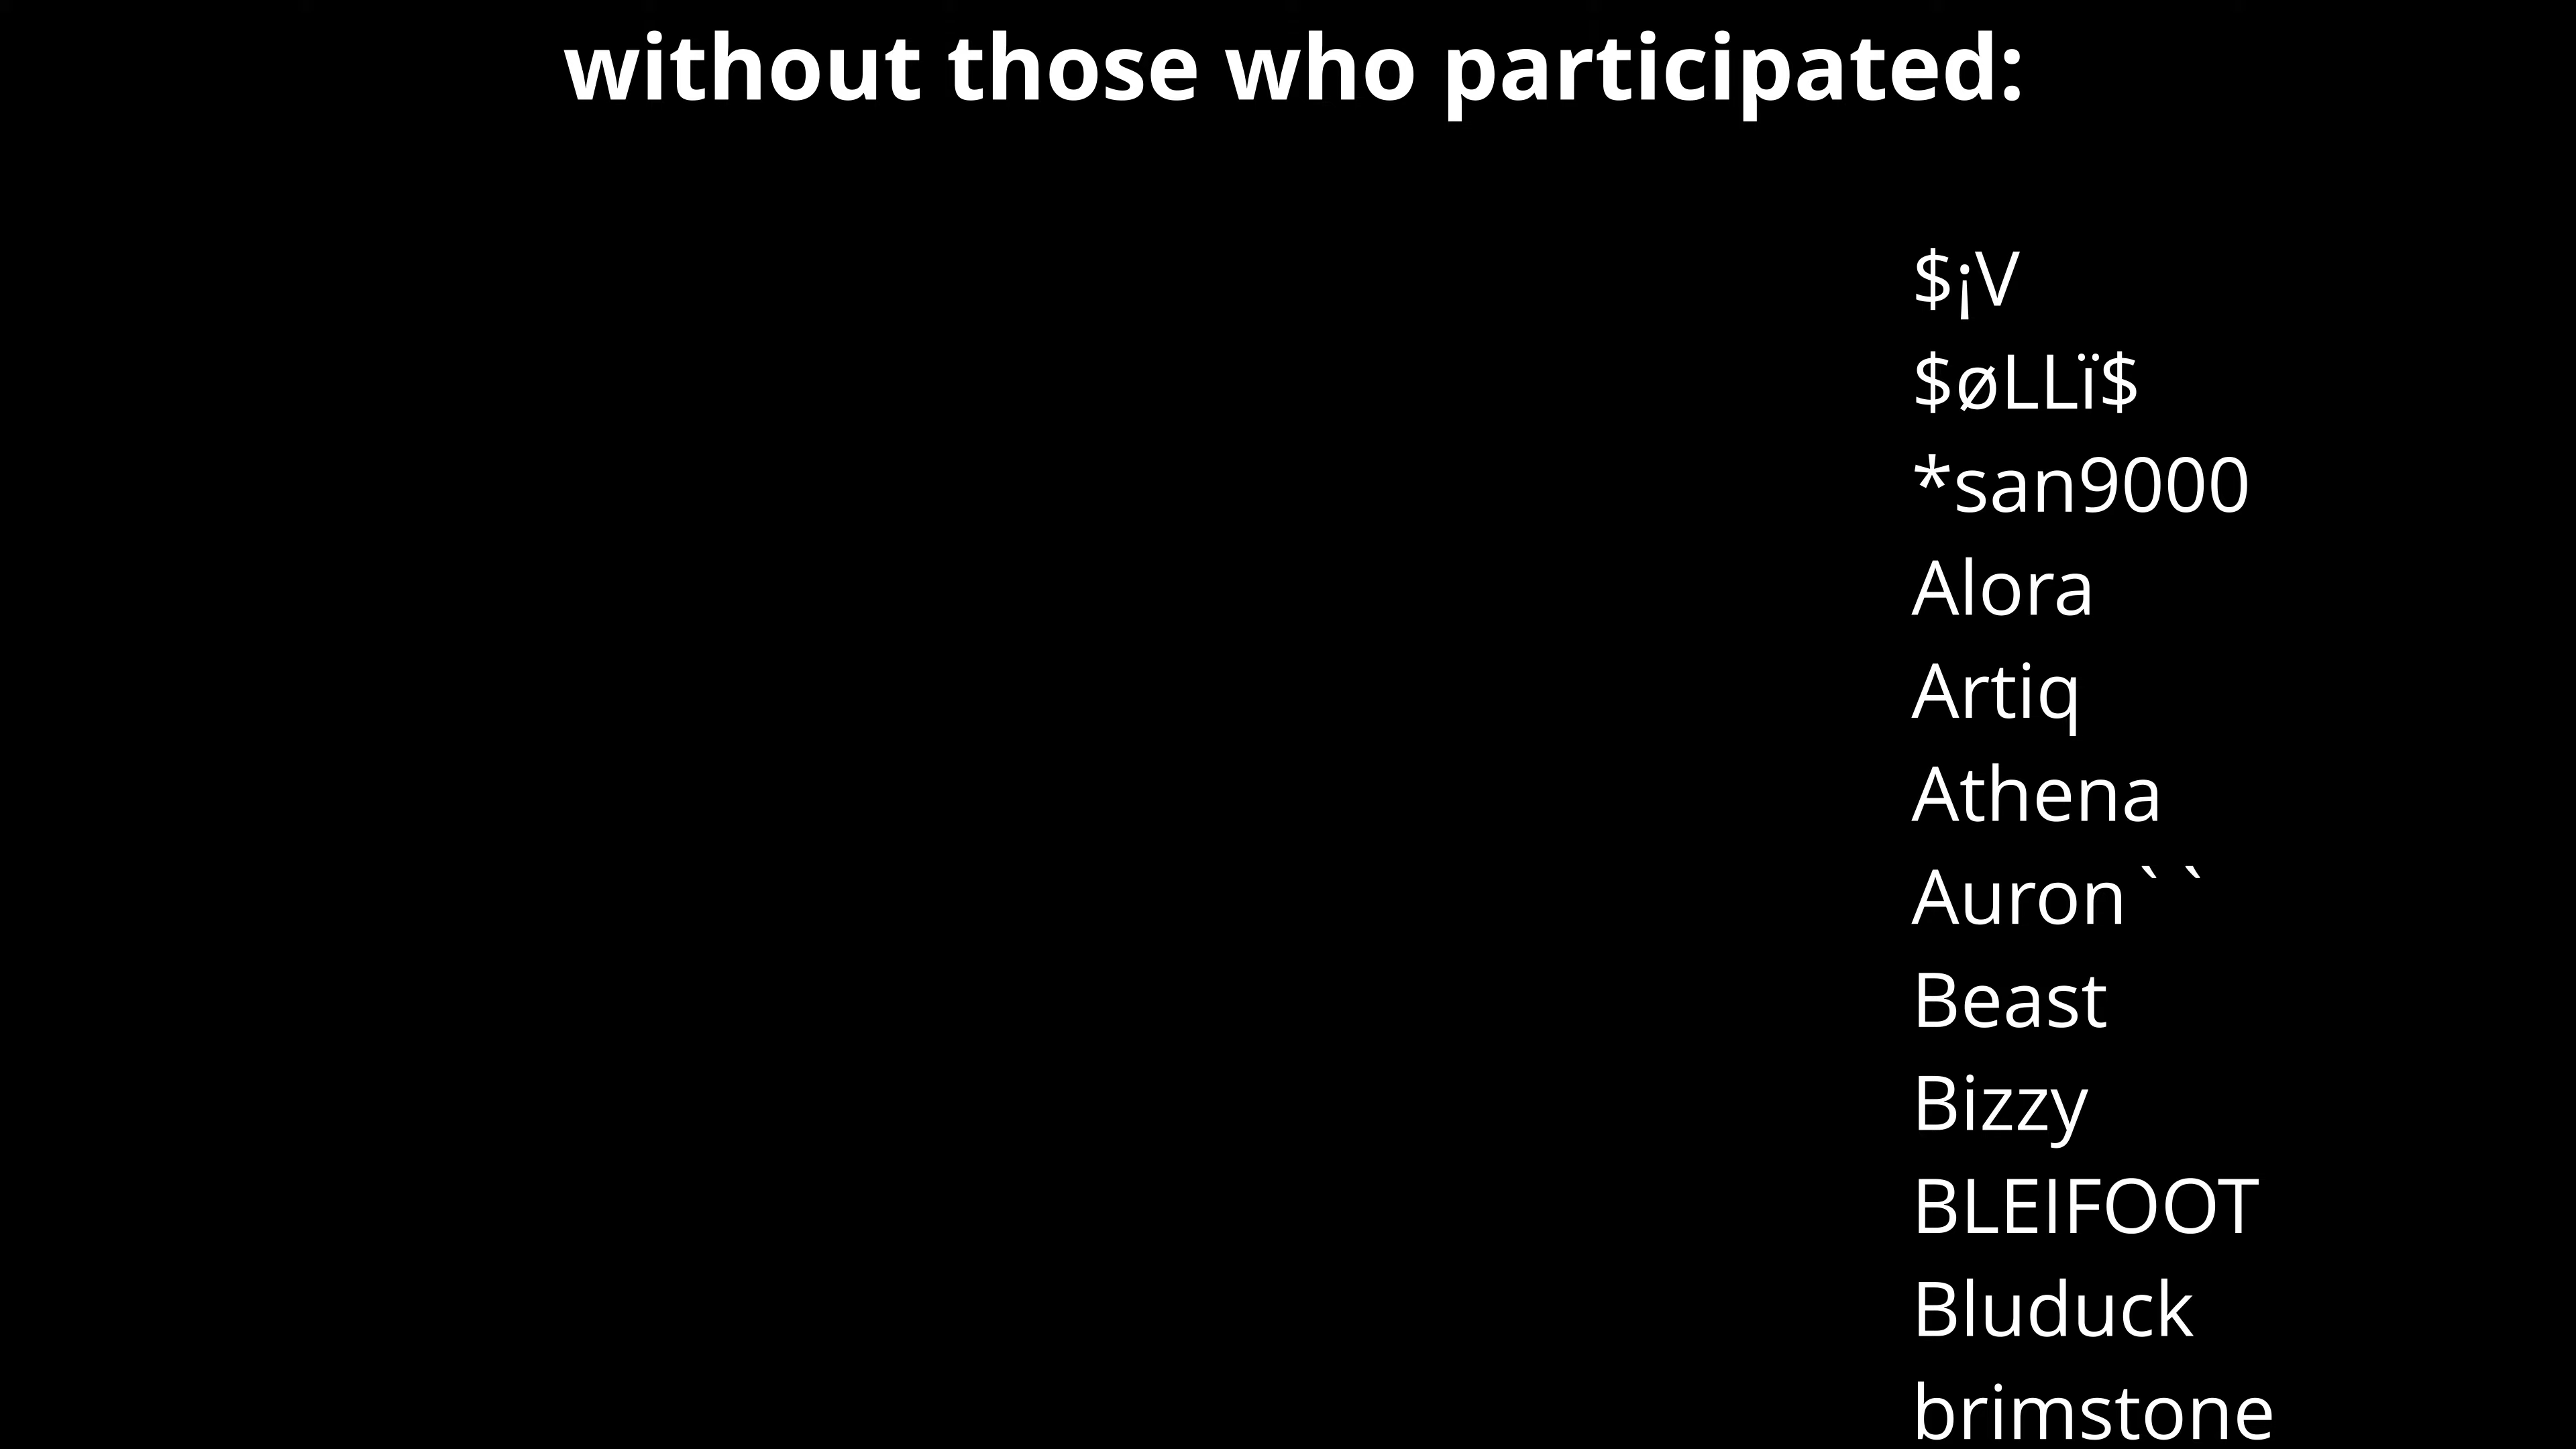 without those who participated:
$¡V
$øLLï$
*san9000
Alora
Artiq
Athena
Auron` `
Beast
Bizzy
BLEIFOOT
Bluduck
brimstone